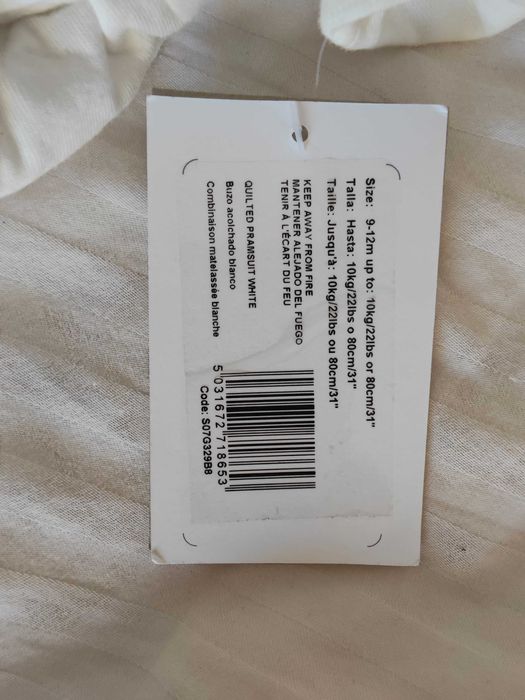 Size: 9-12m up to: 10kg/22lbs or 80cm/31"
Talla: Hasta: 10kg/22lbs o 80cm/31"
Taille: Jusqu'à: 10kg/22lbs ou 80cm/31"
KEEP AWAY FROM FIRE
MANTENER ALEJADO DEL FUEGO
TENIR À L'ÉCART DU FEU
QUILTED PRAMSUIT WHITE
Buzo acolchado blanco
Combinaison matelassée blanche
5 031672 718653
Code: S07G329B8